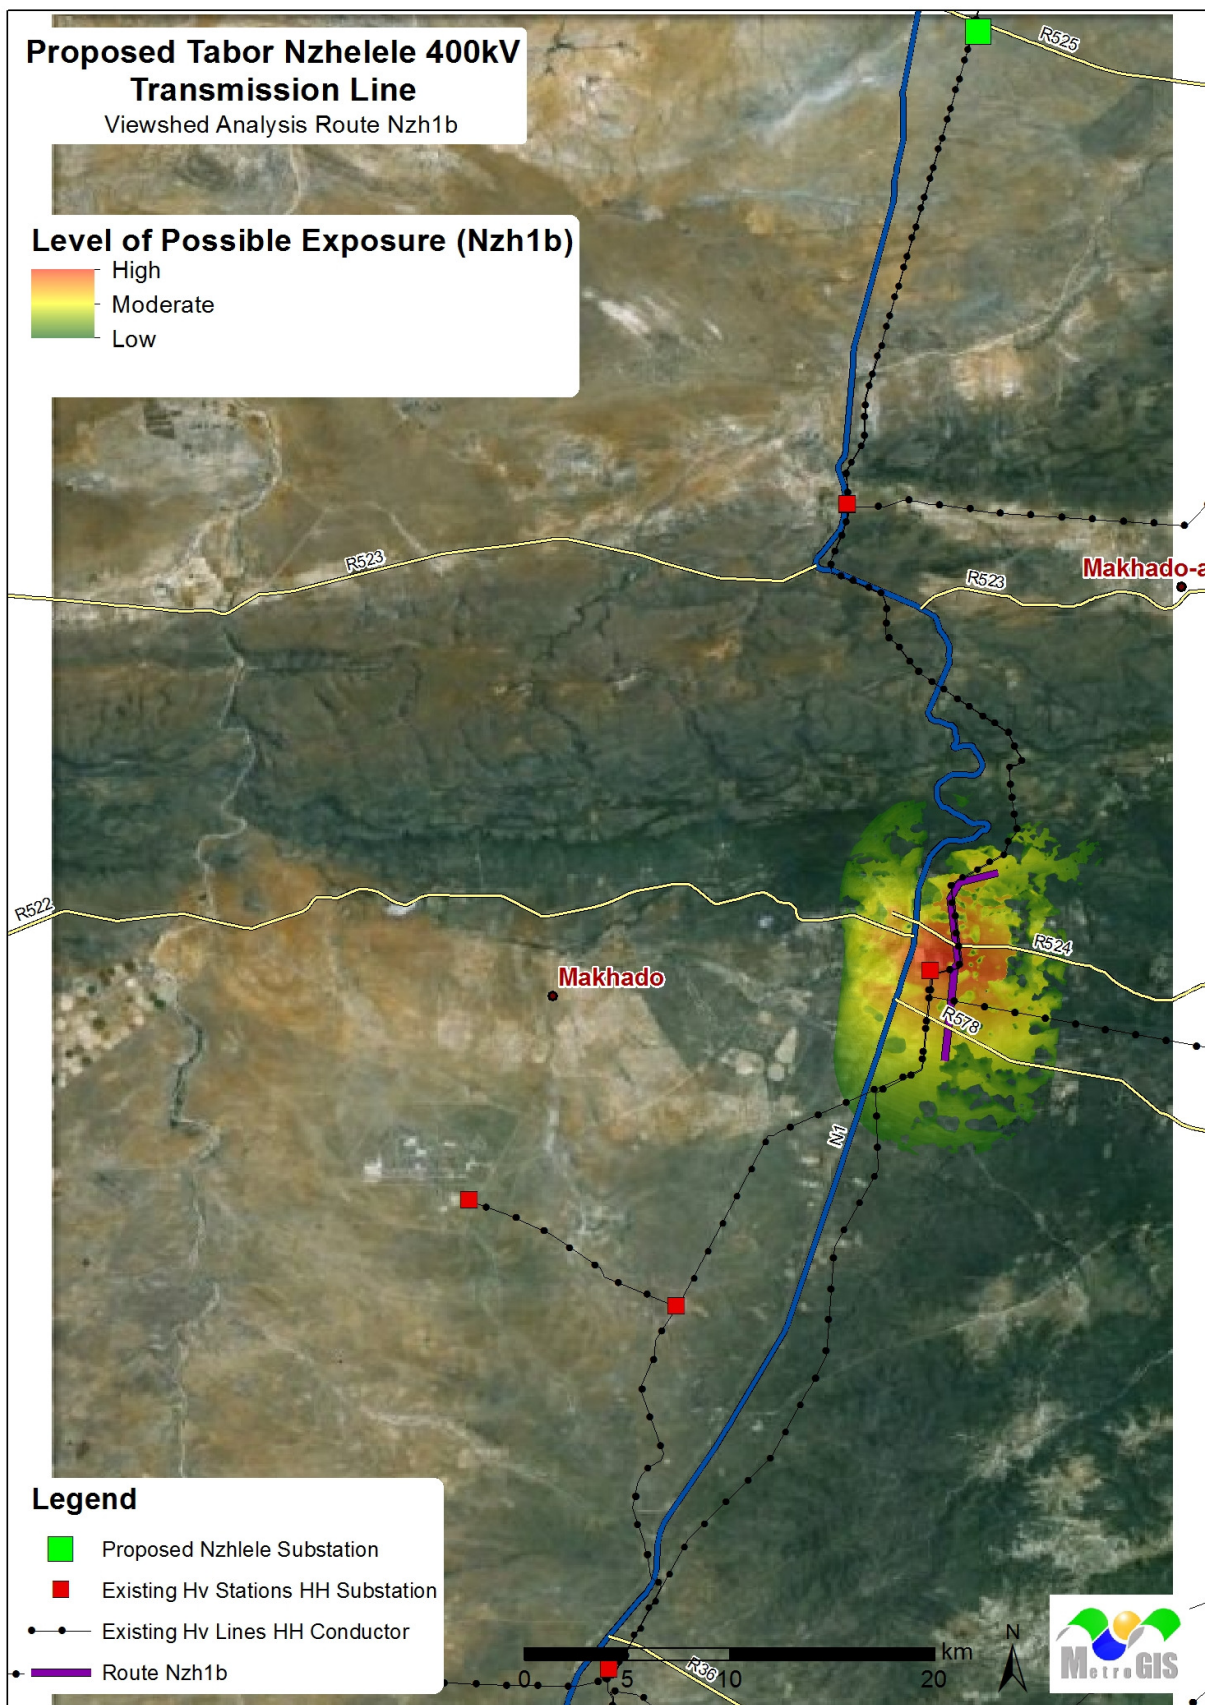 Proposed Tabor Nzhelele 400kV
Transmission Line
Viewshed Analysis Route Nzh1b
R525
Level of Possible Exposure (Nzh1b)
High
Moderate
Low
R523
R523
Makhado-a
R522
R524
Makhado
R578
N1
Legend
Proposed Nzhlele Substation
Existing Hv Stations HH Substation
Existing Hv Lines HH Conductor
Route Nzh1b
R36
km
0 5 10 20
N
MetroGIS